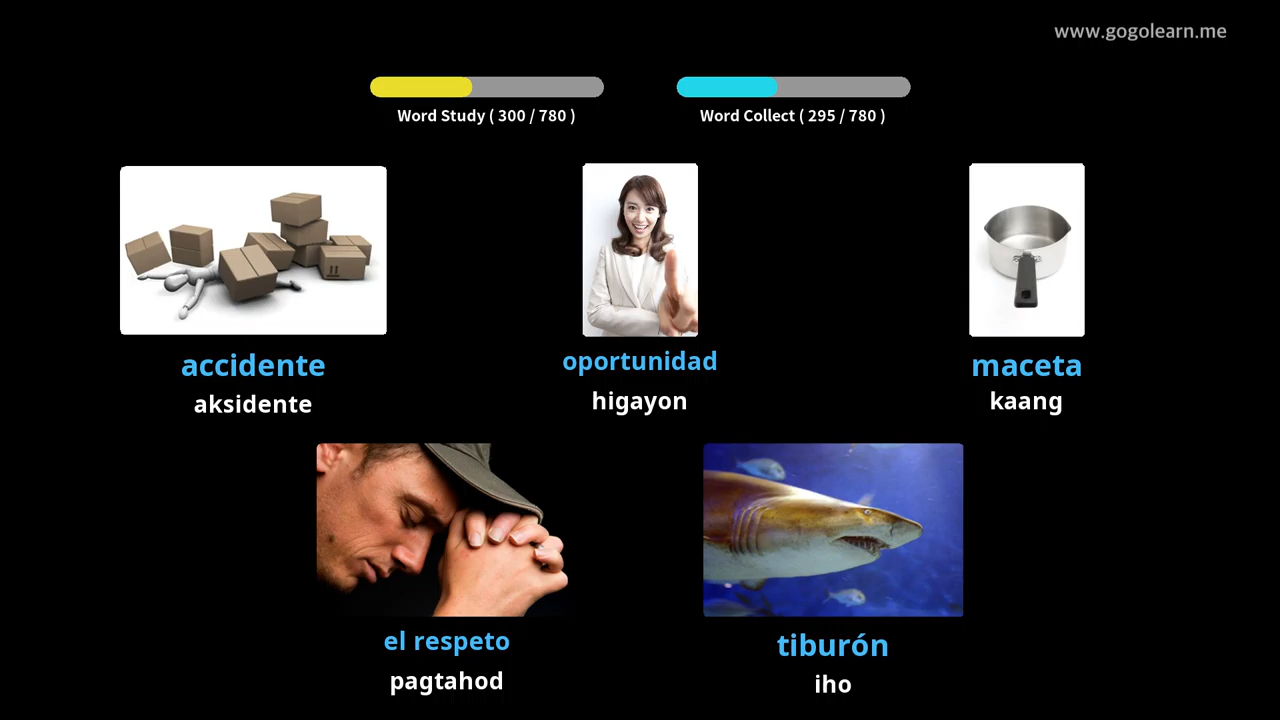 www.gogolearn.me
Word Study ( 300 / 780 )
Word Collect ( 295 / 780 )
accidente
aksidente
oportunidad
higayon
maceta
kaang
el respeto
pagtahod
tiburón
iho